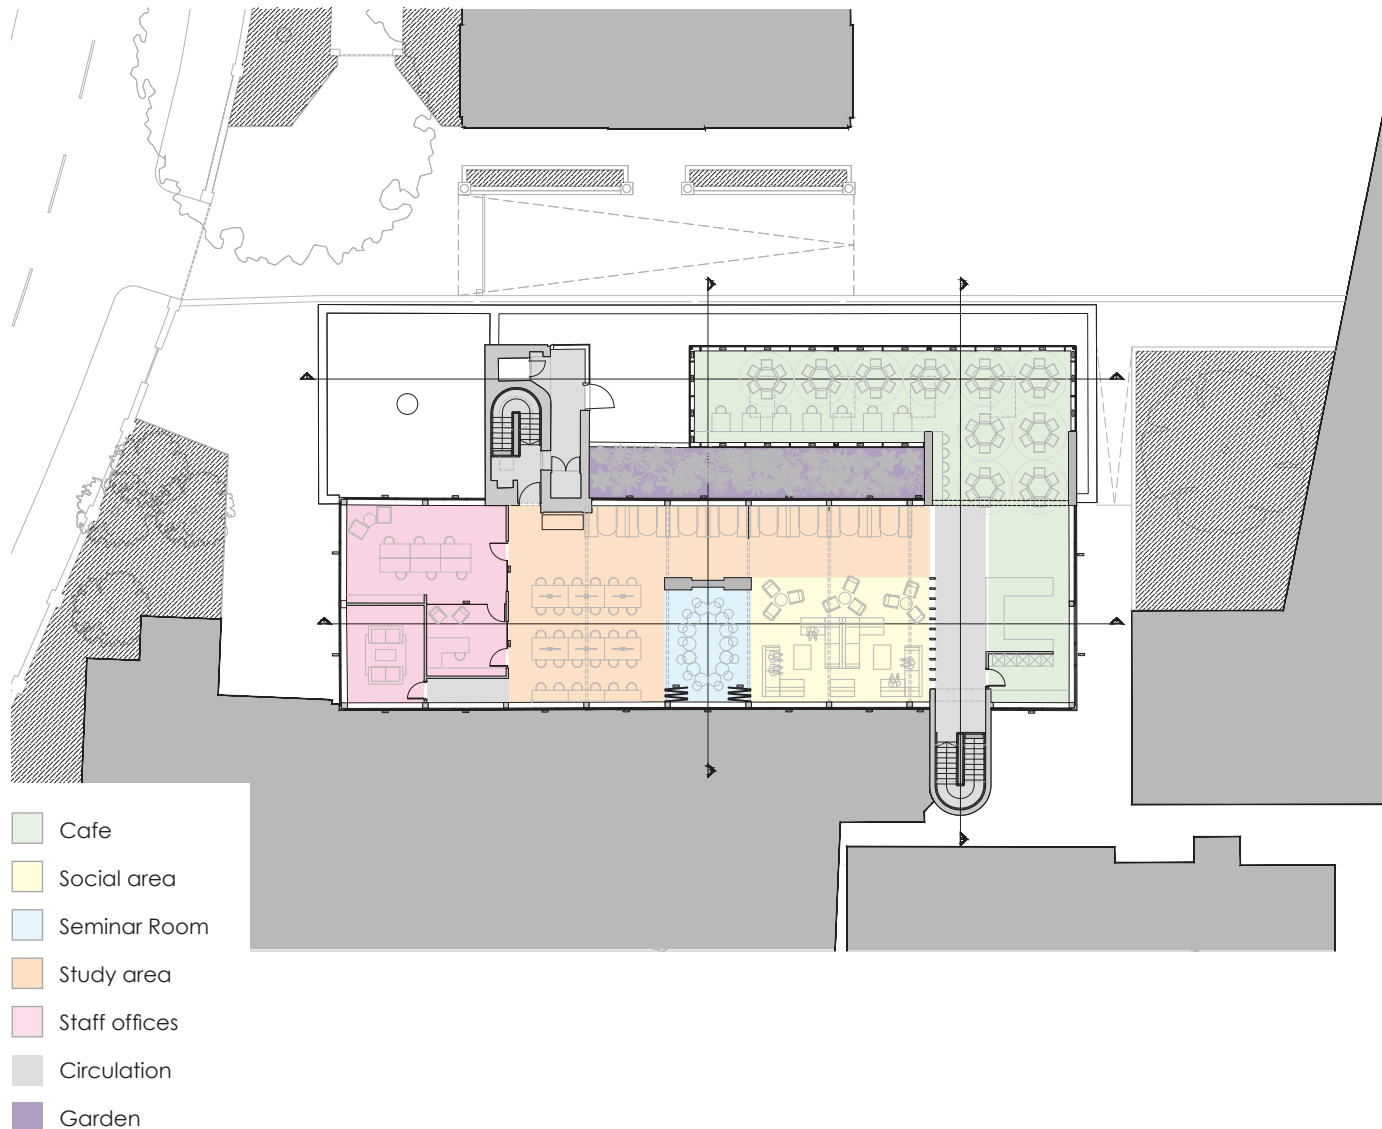 Cafe
Social area
Seminar Room
Study area
Staff offices
Circulation
Garden